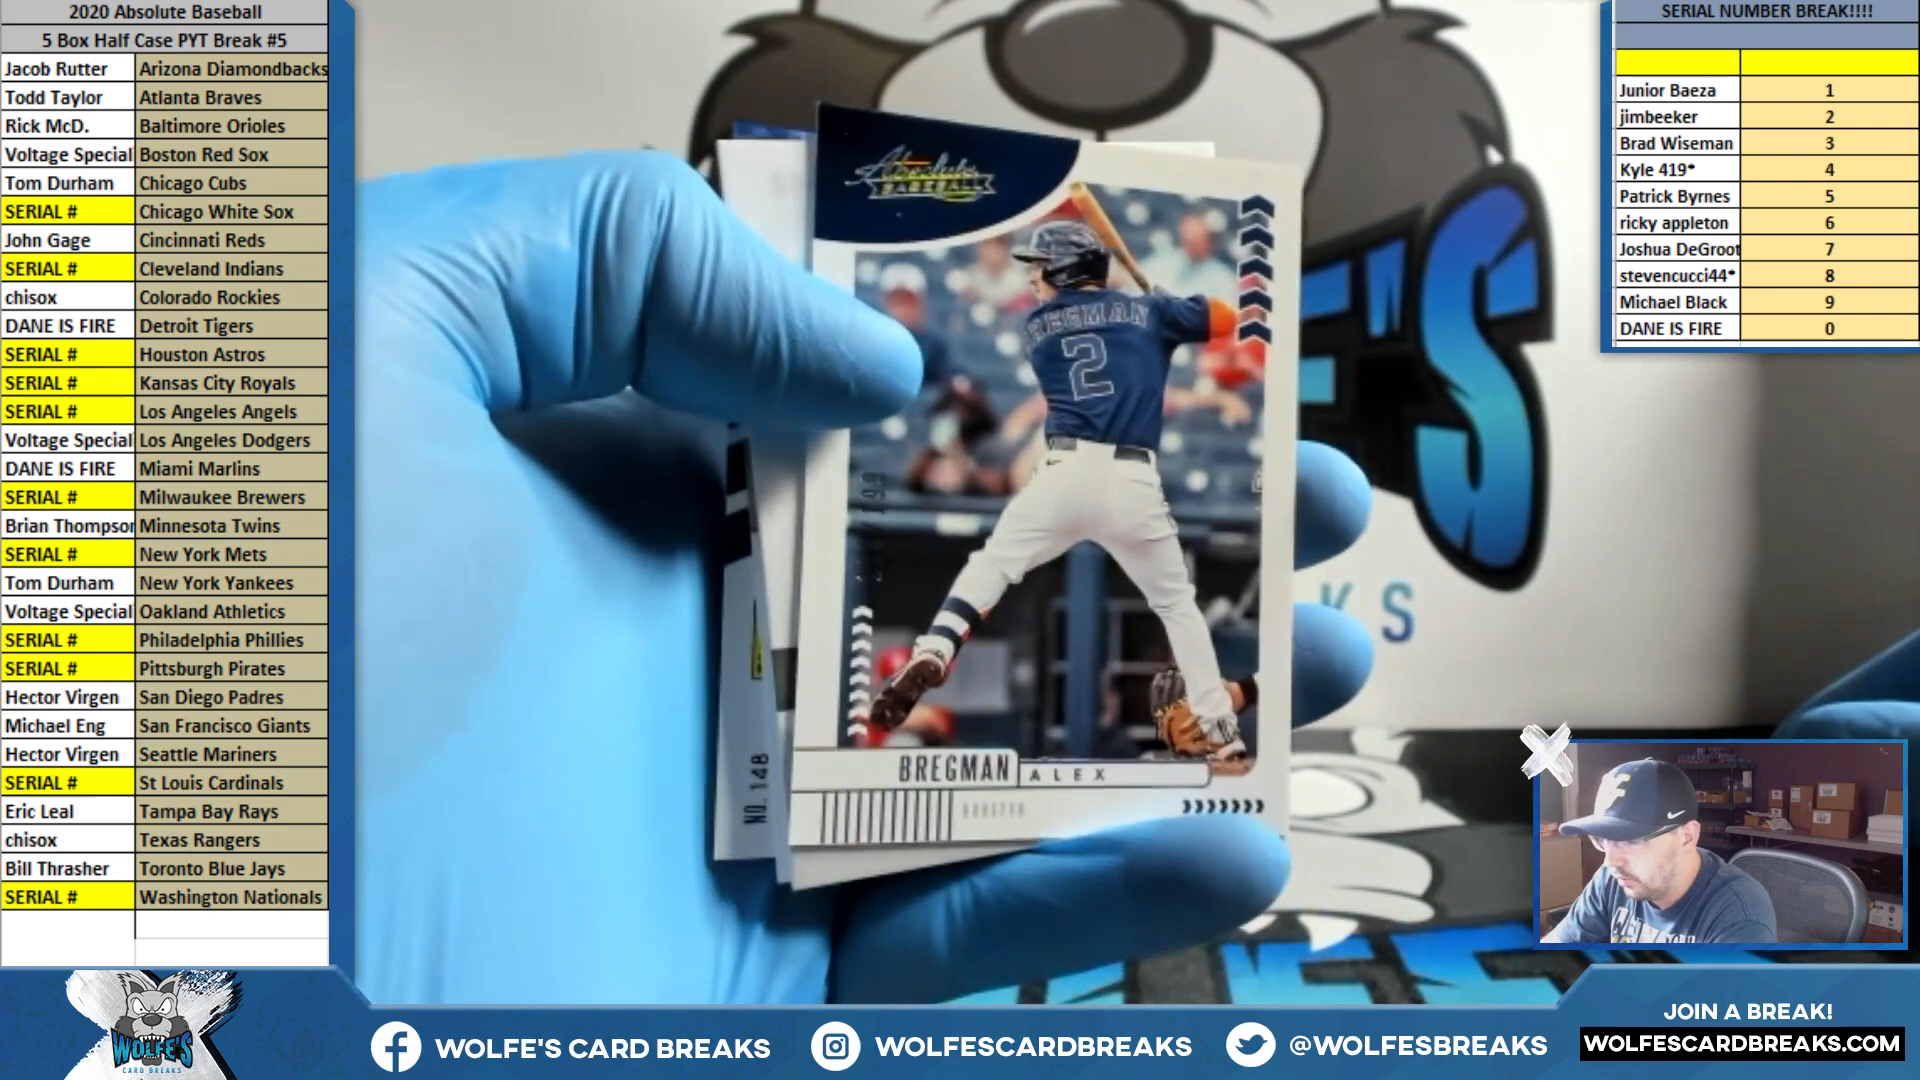 2020 Absolute Baseball
5 Box Half Case PYT Break #5
Jacob Rutter Arizona Diamondbacks
Todd Taylor Atlanta Braves
Rick McD. Baltimore Orioles
Voltage Special Boston Red Sox
Tom Durham Chicago Cubs
SERIAL # Chicago White Sox
John Gage Cincinnati Reds
SERIAL # Cleveland Indians
chisox Colorado Rockies
DANE IS FIRE Detroit Tigers
SERIAL # Houston Astros
SERIAL # Kansas City Royals
SERIAL # Los Angeles Angels
Voltage Special Los Angeles Dodgers
DANE IS FIRE Miami Marlins
SERIAL # Milwaukee Brewers
Brian Thompson Minnesota Twins
SERIAL # New York Mets
Tom Durham New York Yankees
Voltage Special Oakland Athletics
SERIAL # Philadelphia Phillies
SERIAL # Pittsburgh Pirates
Hector Virgen San Diego Padres
Michael Eng San Francisco Giants
Hector Virgen Seattle Mariners
SERIAL # St Louis Cardinals
Eric Leal Tampa Bay Rays
chisox Texas Rangers
Bill Thrasher Toronto Blue Jays
SERIAL # Washington Nationals
Absolute
BASEBALL
BREGMAN
2
BREGMAN ALEX
HOUSTON
NO. 148
KS
SERIAL NUMBER BREAK!!!!
Junior Baeza 1
jimbeeker 2
Brad Wiseman 3
Kyle 419* 4
Patrick Byrnes 5
ricky appleton 6
Joshua DeGroot 7
stevencucci44* 8
Michael Black 9
DANE IS FIRE 0
WOLFE'S
CARD BREAKS
WOLFE'S CARD BREAKS
WOLFESCARDBREAKS
@WOLFESBREAKS
JOIN A BREAK!
WOLFESCARDBREAKS.COM